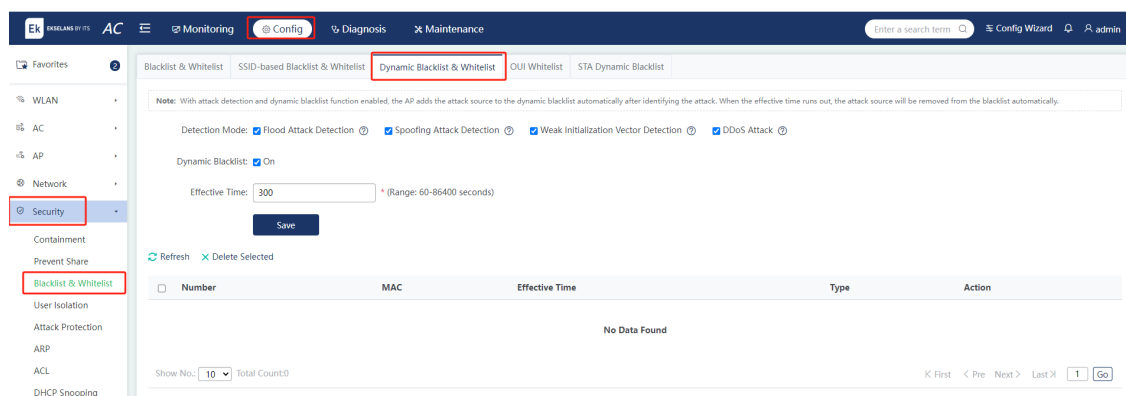 Ek EKSELANS BY ITS AC Monitoring Config Diagnosis Maintenance Enter a search term Config Wizard admin
Favorites 2
Blacklist & Whitelist SSID-based Blacklist & Whitelist Dynamic Blacklist & Whitelist OUI Whitelist STA Dynamic Blacklist
WLAN
Note: With attack detection and dynamic blacklist function enabled, the AP adds the attack source to the dynamic blacklist automatically after identifying the attack. When the effective time runs out, the attack source will be removed from the blacklist automatically.
AC
Detection Mode: Flood Attack Detection ? Spoofing Attack Detection ? Weak Initialization Vector Detection ? DDoS Attack ?
AP
Dynamic Blacklist: On
Network
Effective Time: 300 * (Range: 60-86400 seconds)
Security
Save
Containment
Prevent Share
Refresh Delete Selected
Blacklist & Whitelist
Number MAC Effective Time Type Action
User Isolation
Attack Protection
No Data Found
ARP
ACL
Show No.: 10 Total Count:0 First Pre Next Last 1 Go
DHCP Snooping